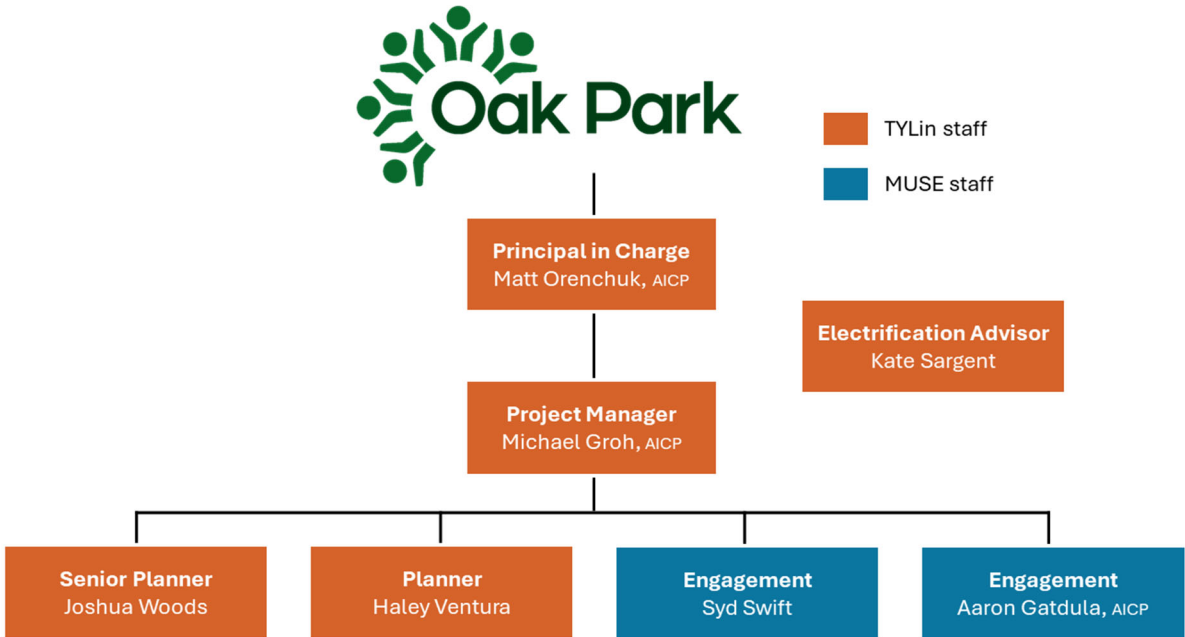 Oak Park
TYLin staff
MUSE staff
Principal in Charge
Matt Orenchuk, AICP
Electrification Advisor
Kate Sargent
Project Manager
Michael Groh, AICP
Senior Planner
Joshua Woods
Planner
Haley Ventura
Engagement
Syd Swift
Engagement
Aaron Gatdula, AICP